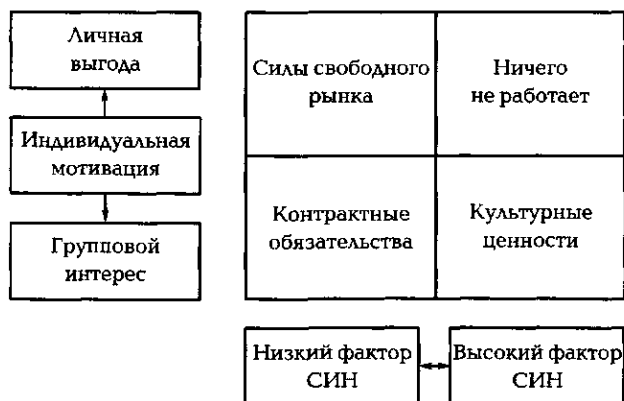 Личная
выгода
Индивидуальная
мотивация
Групповой
интерес
Силы свободного
рынка
Ничего
не работает
Контрактные
обязательства
Культурные
ценности
Низкий фактор
СИН
Высокий фактор
СИН